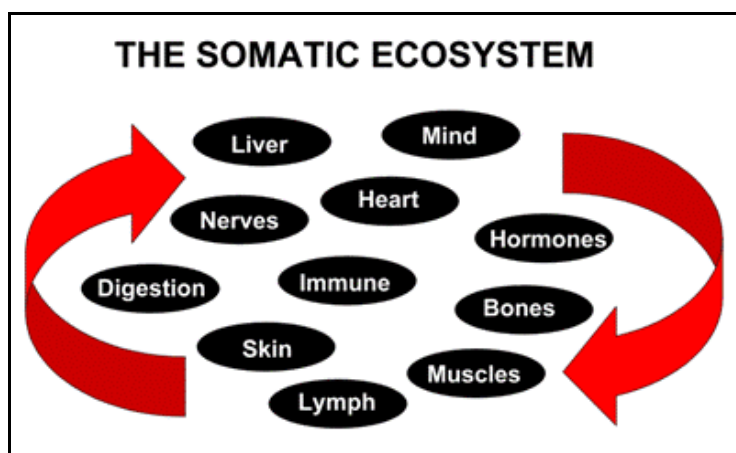 THE SOMATIC ECOSYSTEM
Liver
Mind
Heart
Nerves
Hormones
Digestion
Immune
Bones
Skin
Muscles
Lymph